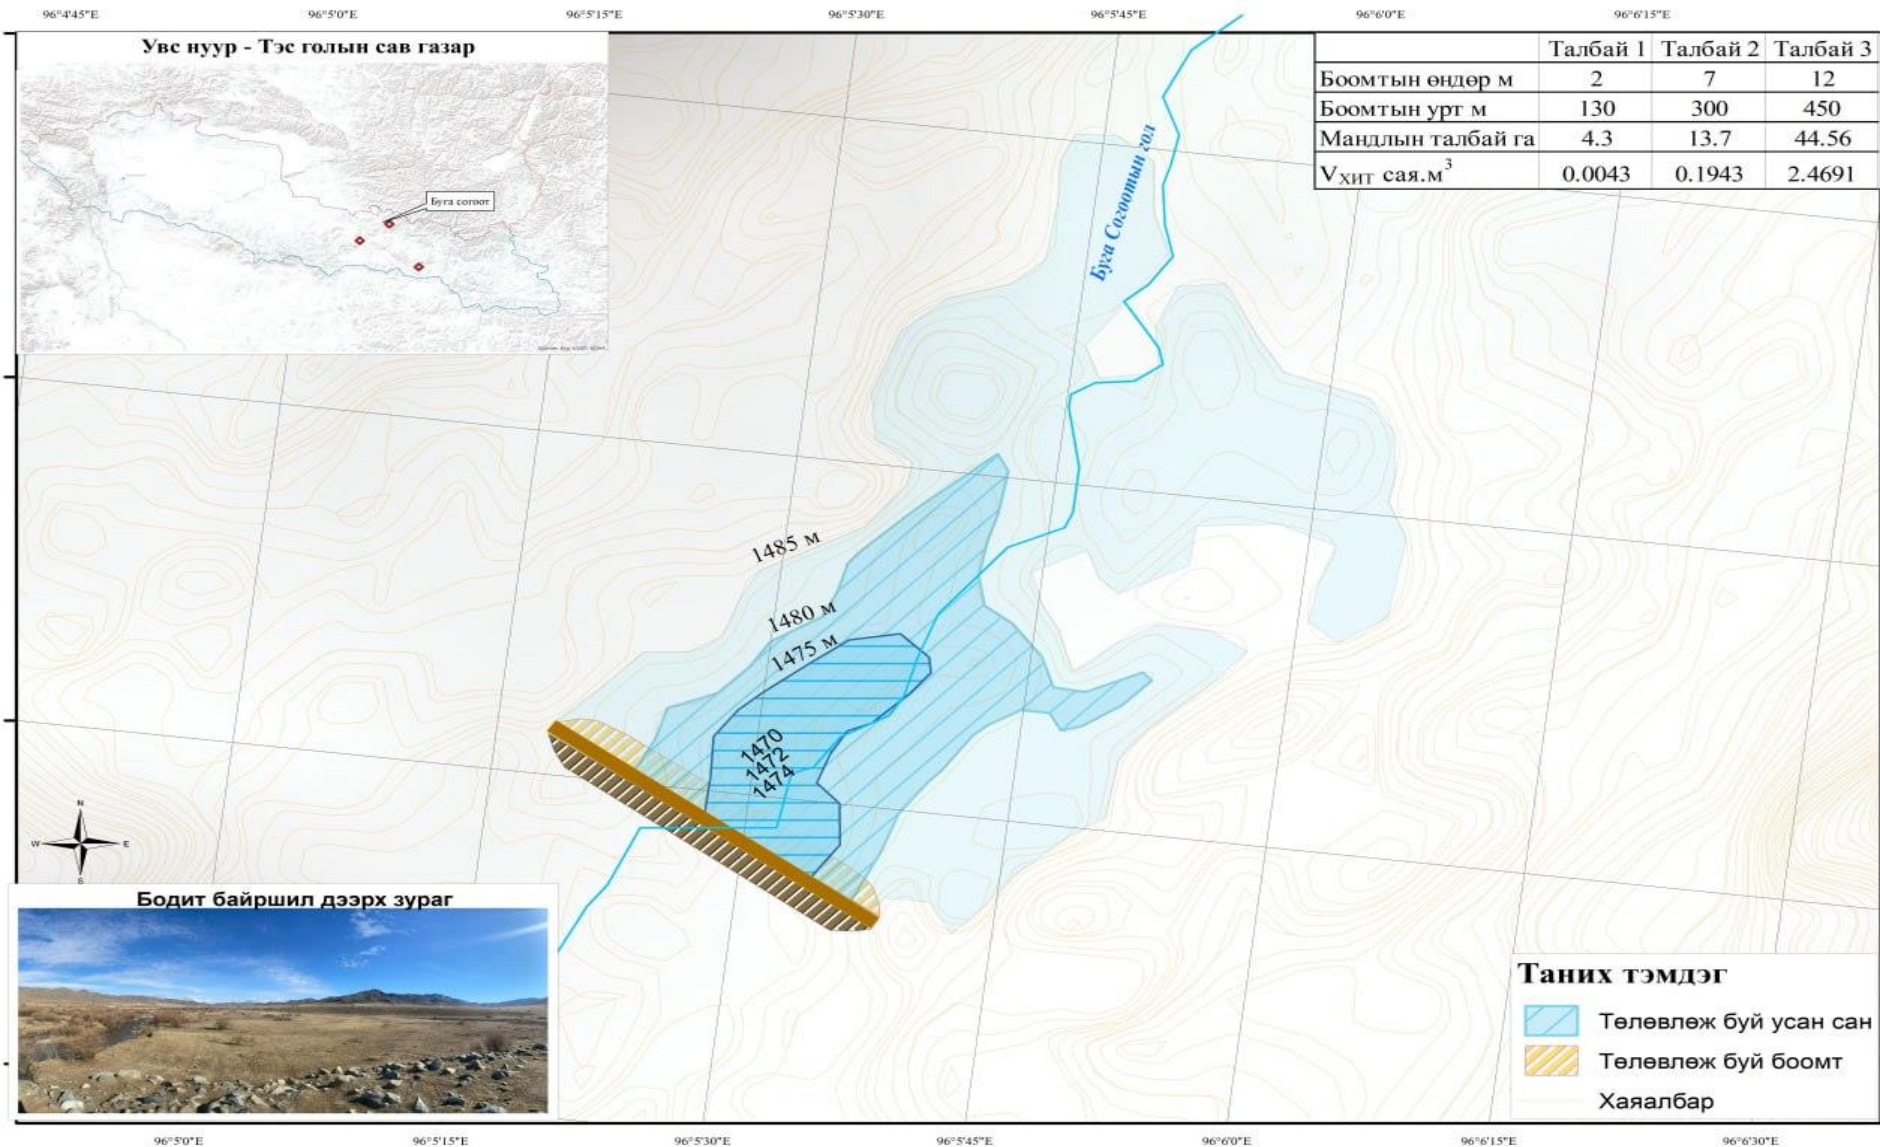 96°4'45"E 96°5'0"E 96°5'15"E 96°5'30"E 96°5'45"E 96°6'0"E 96°6'15"E
Увс нуур - Тэс голын сав газар
Буга согоот
Талбай 1 Талбай 2 Талбай 3
Боомтын өндөр м 2 7 12
Боомтын урт м 130 300 450
Мандлын талбай га 4.3 13.7 44.56
VХИТ сая.м³ 0.0043 0.1943 2.4691
Буга Согоотын гол
1485 м
1480 м
1475 м
1470
1472
1474
N
W E
S
Бодит байршил дээрх зураг
Таних тэмдэг
Төлөвлөж буй усан сан
Төлөвлөж буй боомт
Хаяалбар
96°5'0"E 96°5'15"E 96°5'30"E 96°5'45"E 96°6'0"E 96°6'15"E 96°6'30"E